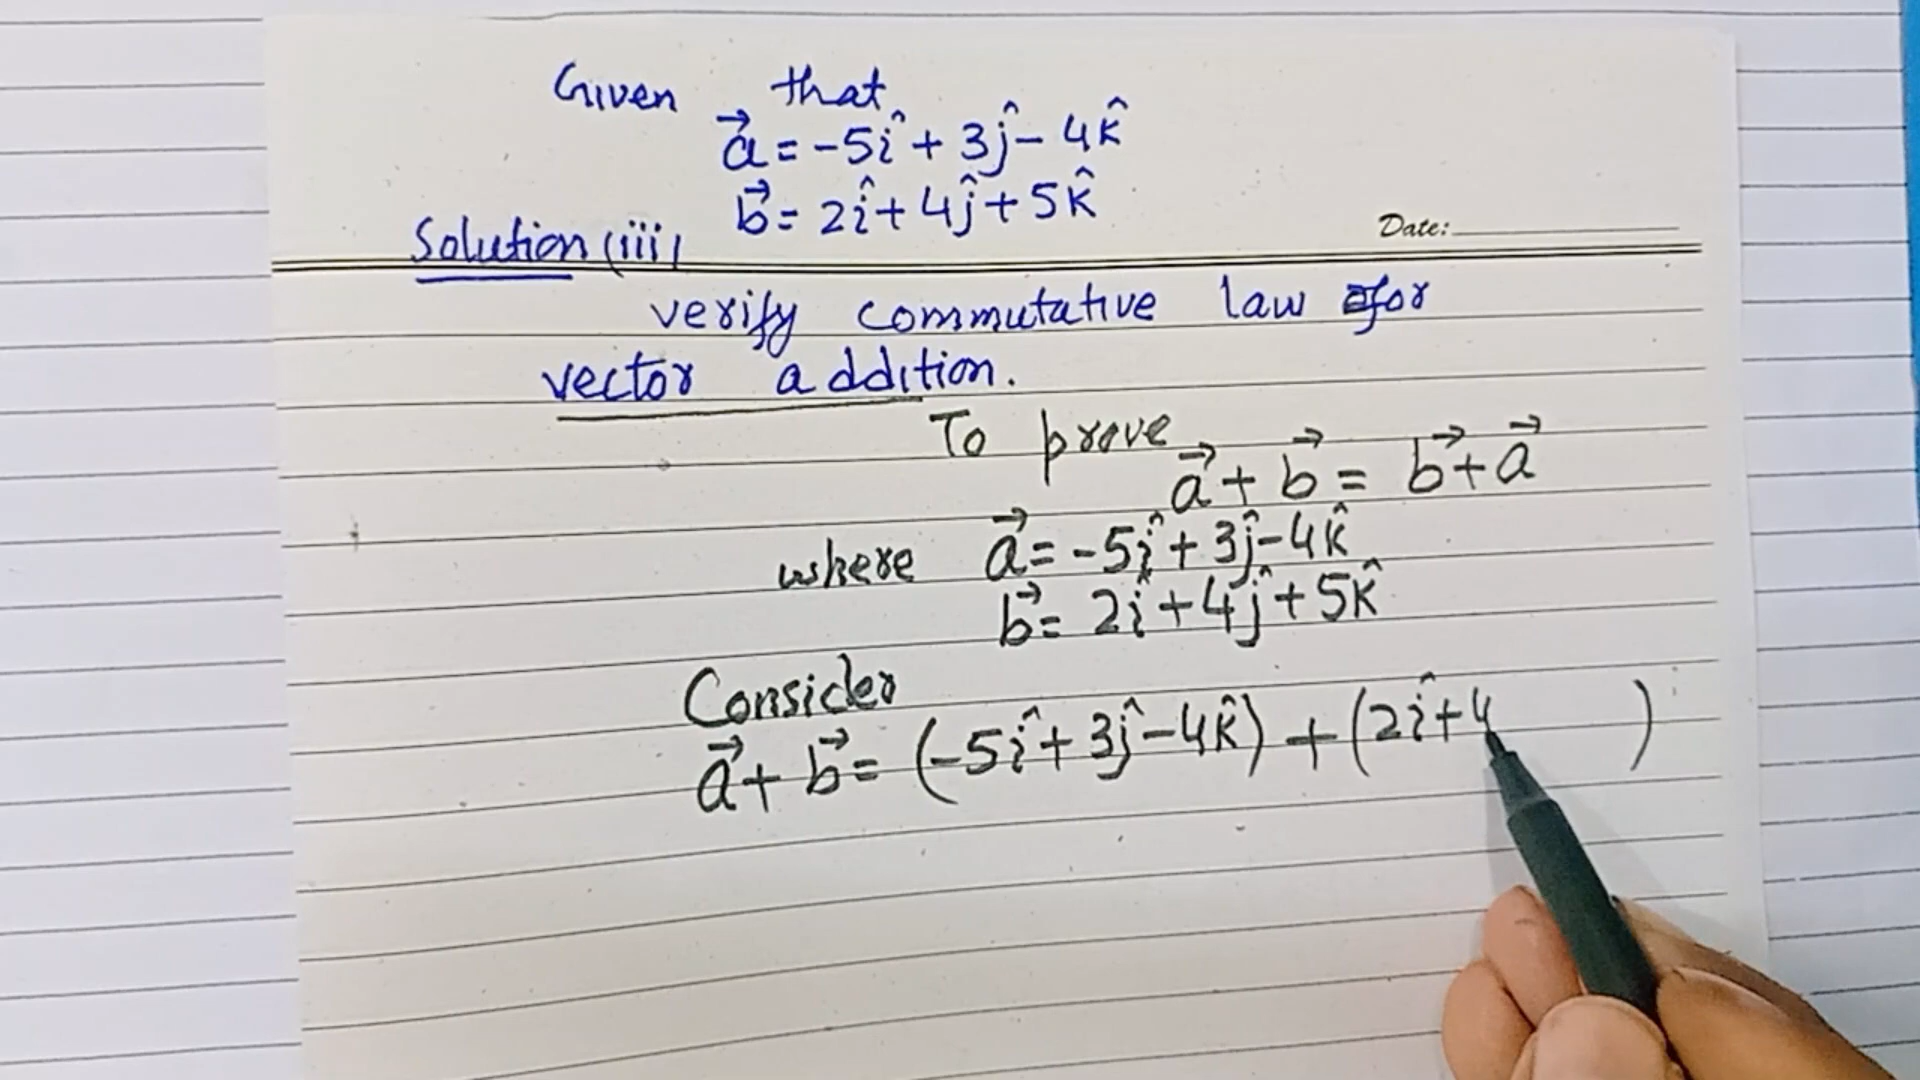 Given that
a⃗ = -5î + 3ĵ - 4k̂
b⃗ = 2î + 4ĵ + 5k̂
Solution (iii)
Date:
verify commutative law for
vector addition.
To prove
a⃗ + b⃗ = b⃗ + a⃗
where a⃗ = -5î + 3ĵ - 4k̂
b⃗ = 2î + 4ĵ + 5k̂
Consider
a⃗ + b⃗ = (-5î + 3ĵ - 4k̂) + (2î + 4 )